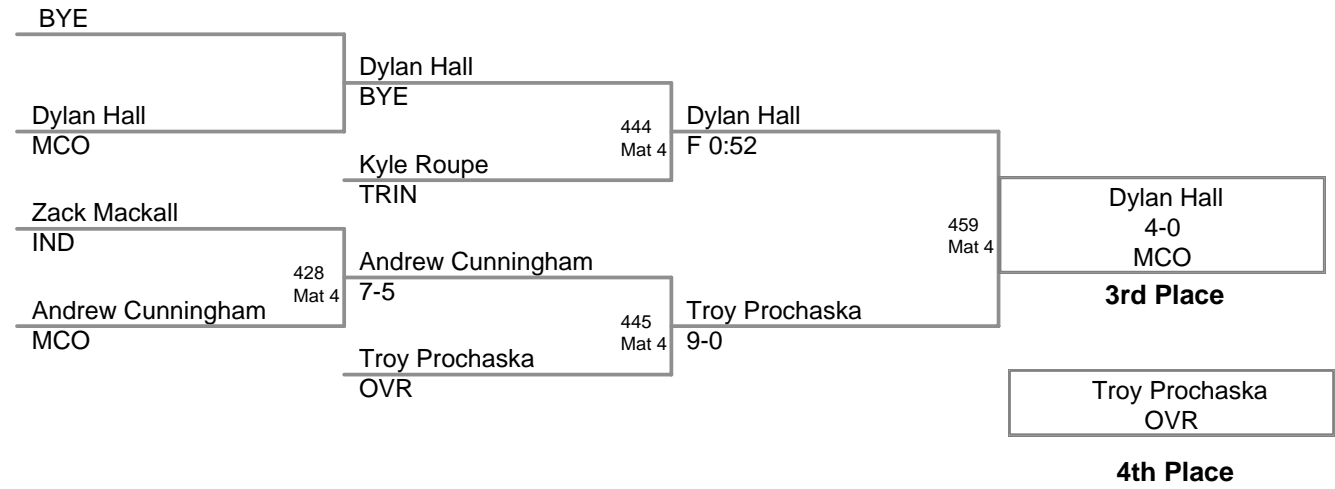 BYE
Dylan Hall
MCO
Zack Mackall
IND
Andrew Cunningham
MCO
428
Mat 4
Dylan Hall
BYE
Kyle Roupe
TRIN
Andrew Cunningham
7-5
Troy Prochaska
OVR
444
Mat 4
445
Mat 4
Dylan Hall
F 0:52
Troy Prochaska
9-0
459
Mat 4
Dylan Hall
4-0
MCO
3rd Place
Troy Prochaska
OVR
4th Place